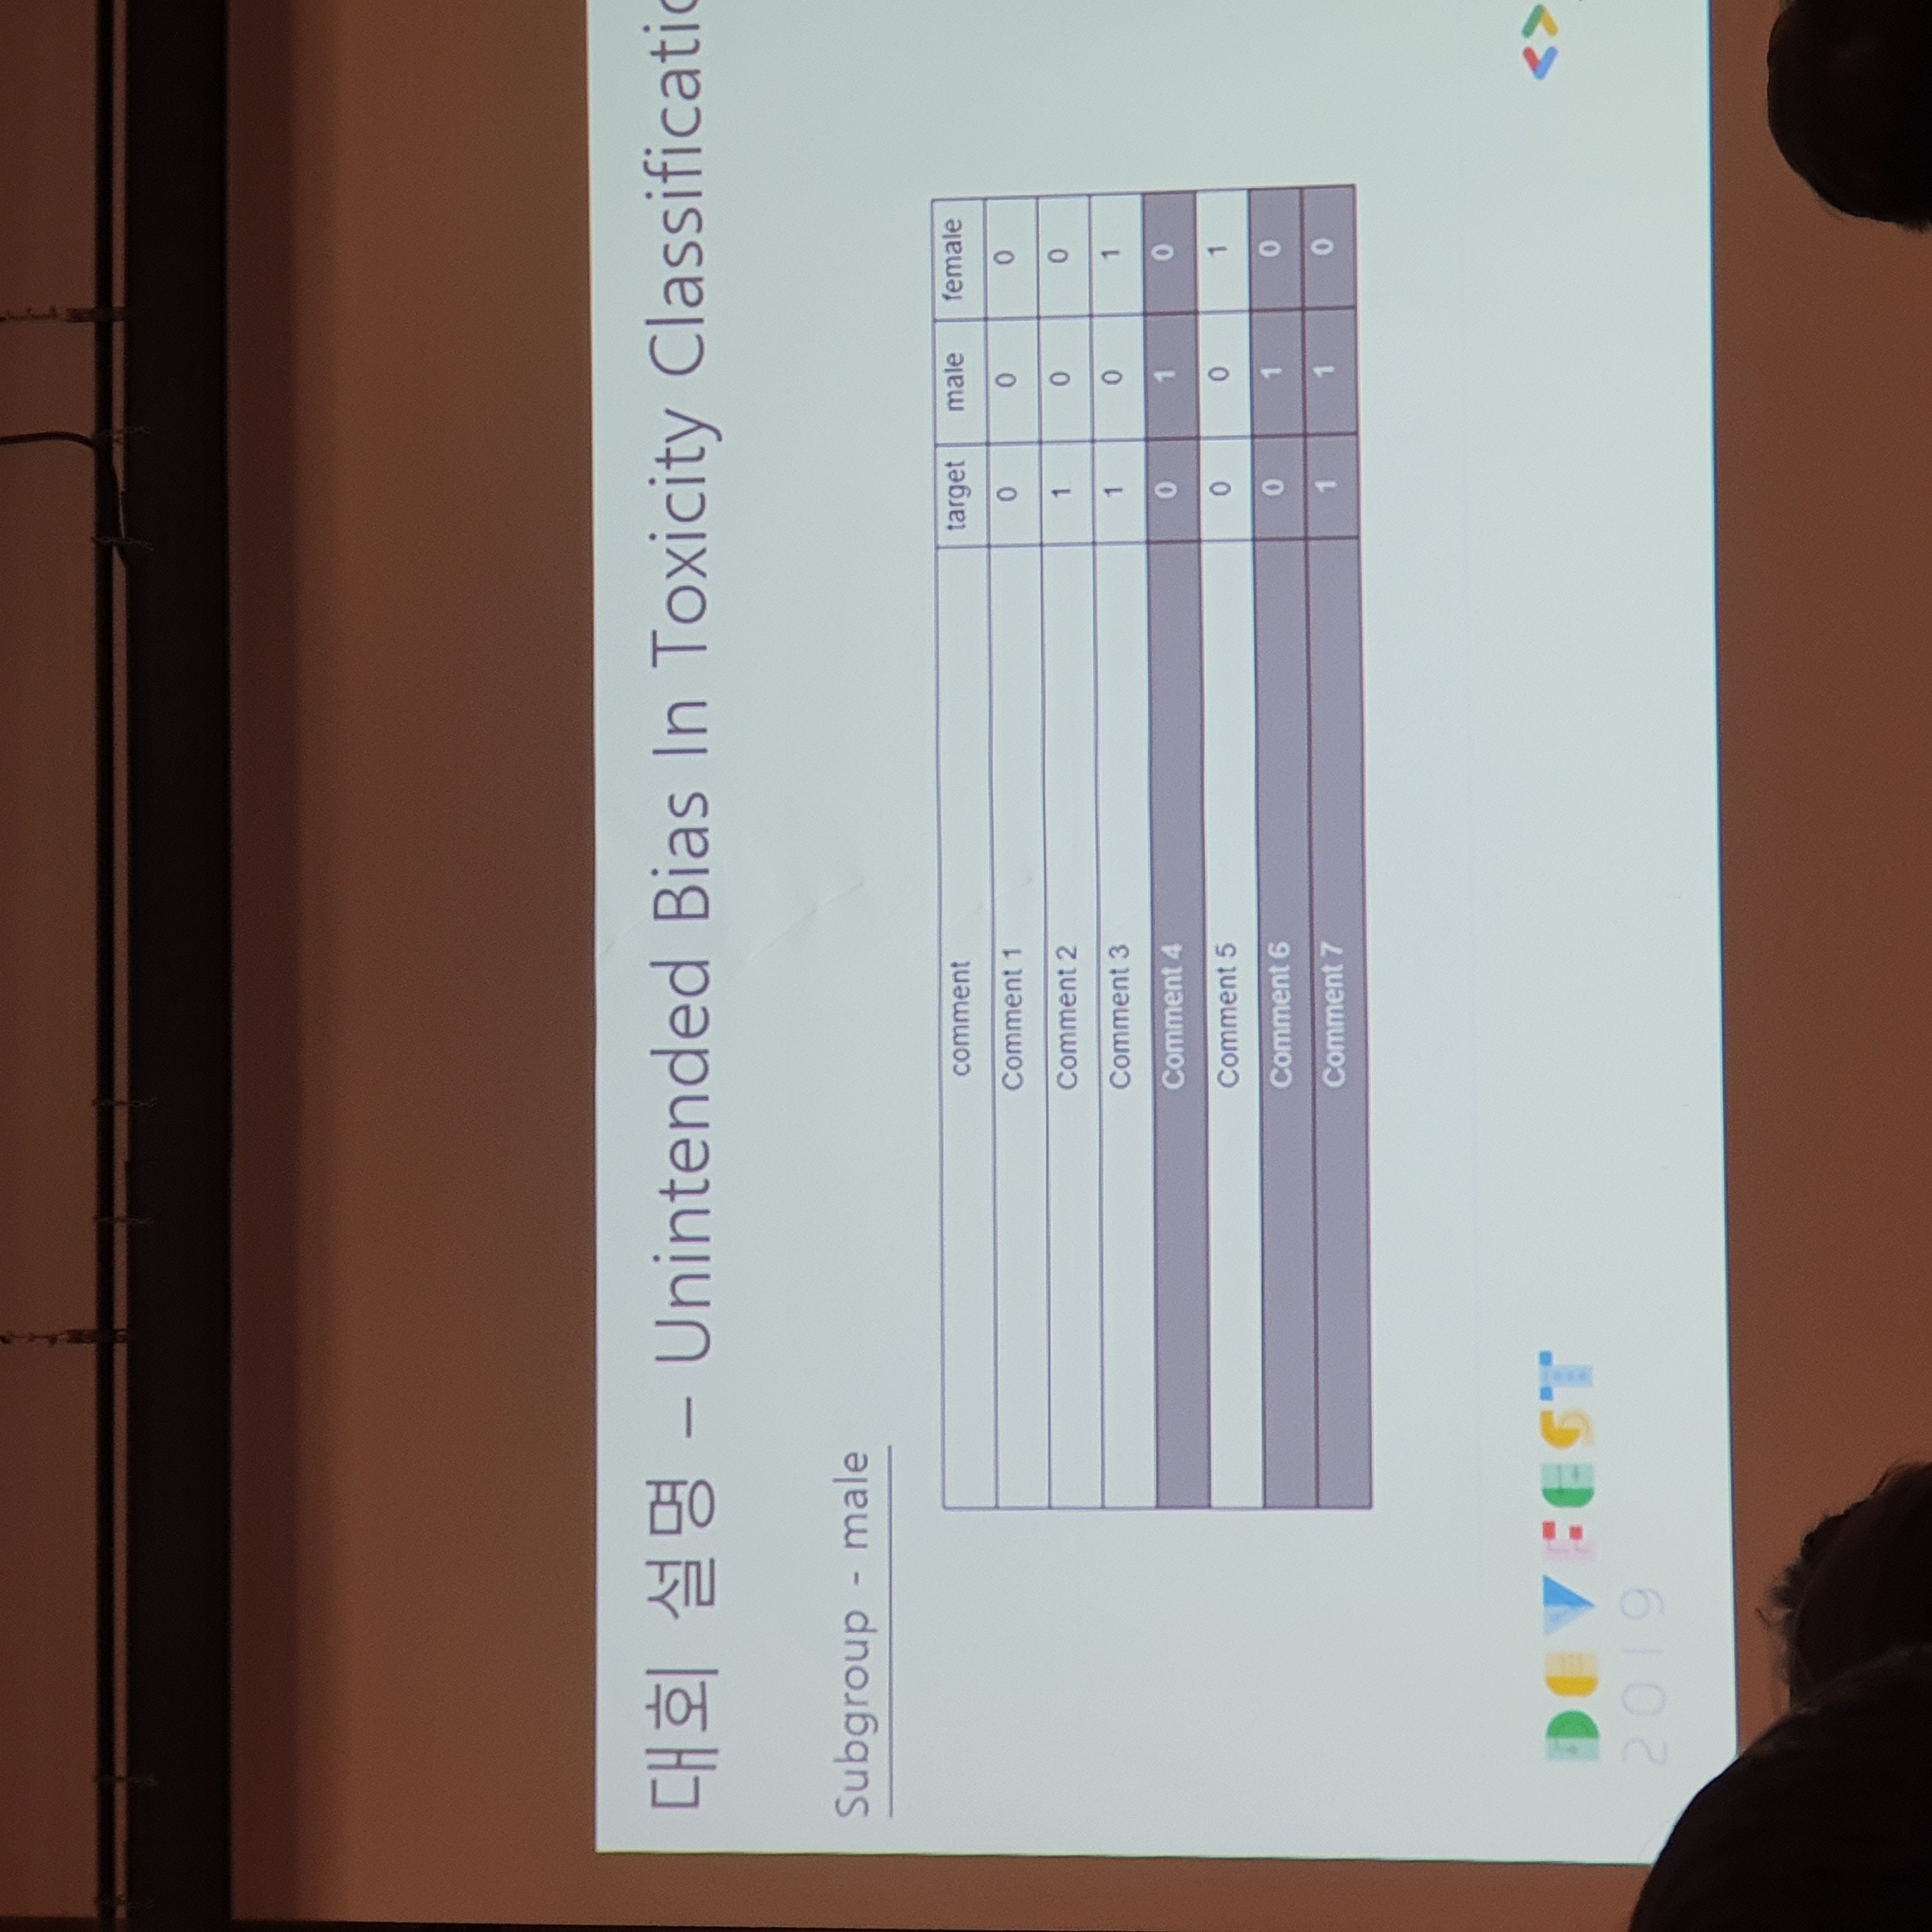 대회 설명 – Unintended Bias In Toxicity
Subgroup - male
comment target male female
Comment 1 0 0 0
Comment 2 1 0 0
Comment 3 1 0 1
Comment 4 0 1 0
Comment 5 0 0 1
Comment 6 0 1 0
Comment 7 1 1 0
DEVFEST
2019